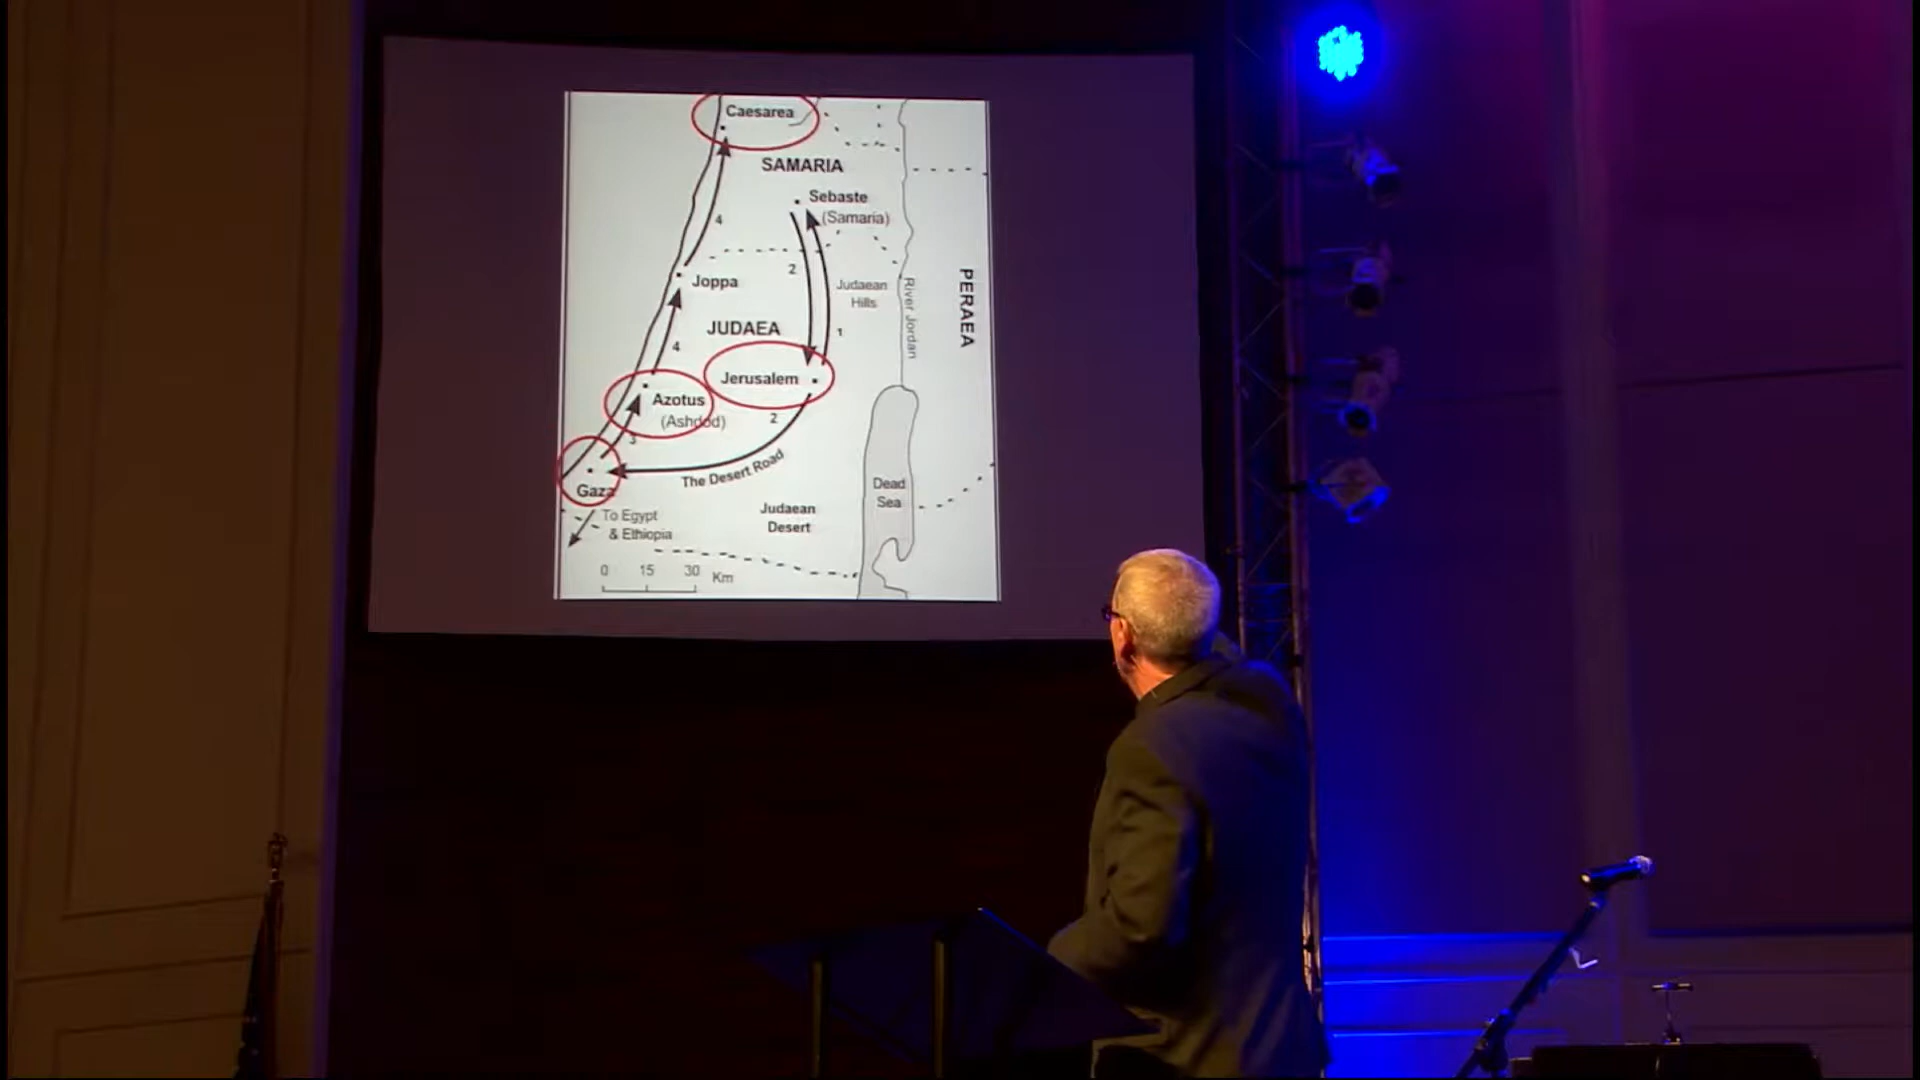 Caesarea
SAMARIA
Sebaste
(Samaria)
4
2
Joppa
Judaean
Hills
River Jordan
PERAEA
JUDAEA
1
4
Jerusalem
Azotus
(Ashdod)
2
3
The Desert Road
Gaza
Dead
Sea
To Egypt
& Ethiopia
Judaean
Desert
0 15 30 Km